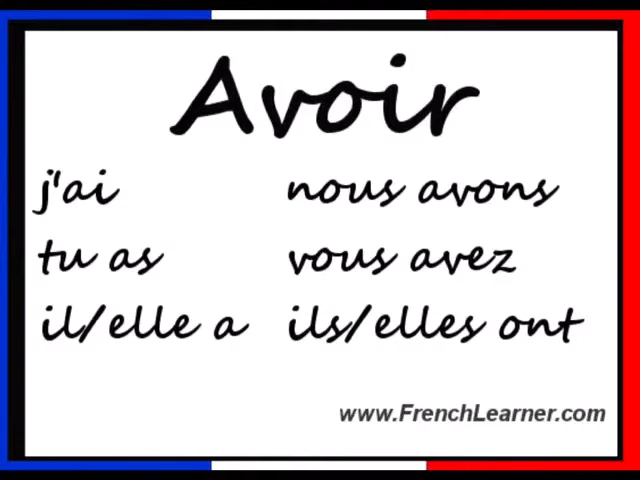 Avoir
j'ai nous avons
tu as vous avez
il/elle a ils/elles ont
www.FrenchLearner.com